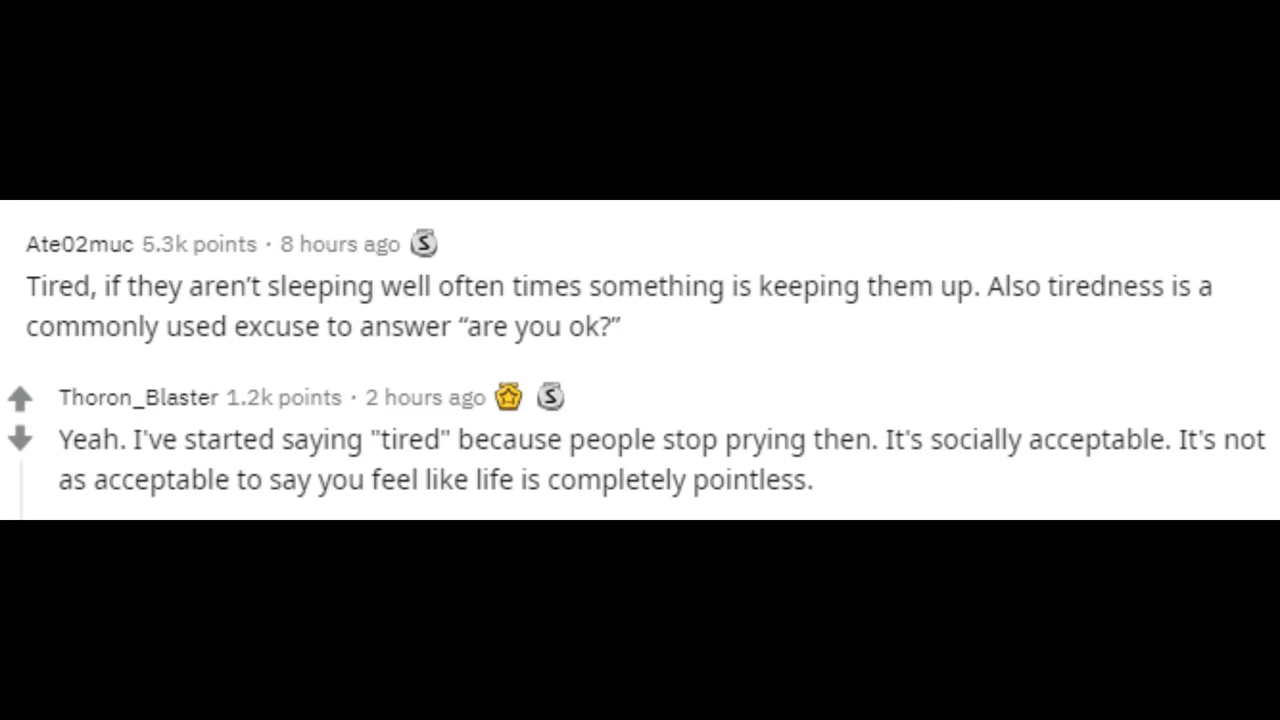 Ate02muc 5.3k points · 8 hours ago S
Tired, if they aren’t sleeping well often times something is keeping them up. Also tiredness is a
commonly used excuse to answer “are you ok?”
Thoron_Blaster 1.2k points · 2 hours ago S
Yeah. I've started saying "tired" because people stop prying then. It's socially acceptable. It's not
as acceptable to say you feel like life is completely pointless.